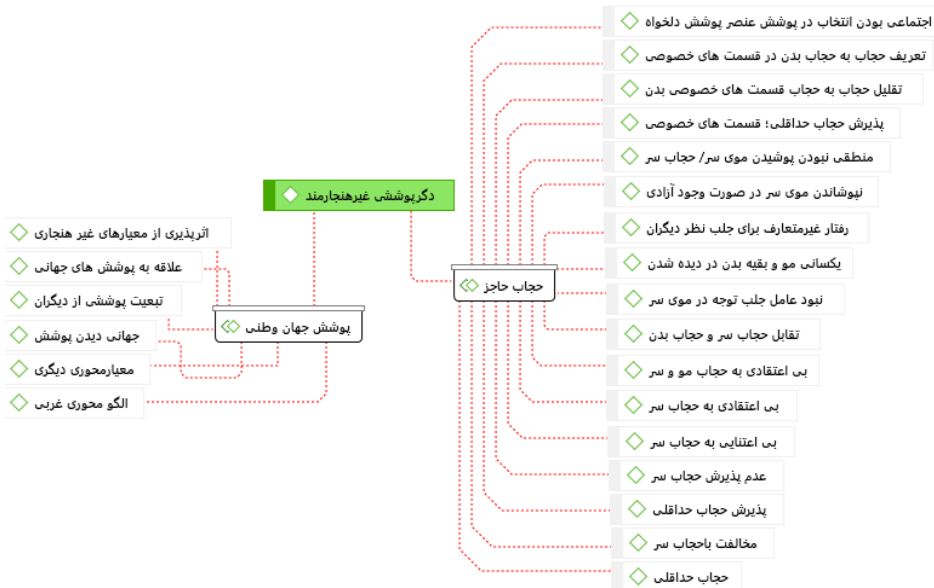 اجتماعی بودن انتخاب در پوشش عنصر پوشش دلخواه
تعریف حجاب به حجاب بدن در قسمت های خصوصی
تقلیل حجاب به حجاب قسمت های خصوصی بدن
پذیرش حجاب حداقلی؛ قسمت های خصوصی
منطقی نبودن پوشیدن موی سر/ حجاب سر
نپوشاندن موی سر در صورت وجود آزادی
رفتار غیرمتعارف برای جلب نظر دیگران
یکسانی مو و بقیه بدن در دیده شدن
نبود عامل جلب توجه در موی سر
تقابل حجاب سر و حجاب بدن
بی اعتقادی به حجاب مو و سر
بی اعتقادی به حجاب سر
بی اعتنایی به حجاب سر
عدم پذیرش حجاب سر
پذیرش حجاب حداقلی
مخالفت باحجاب سر
حجاب حداقلی
حجاب حاجز
دگرپوششی غیرهنجارمند
پوشش جهان وطنی
اثرپذیری از معیارهای غیر هنجاری
علاقه به پوشش های جهانی
تبعیت پوششی از دیگران
جهانی دیدن پوشش
معیارمحوری دیگری
الگو محوری غربی